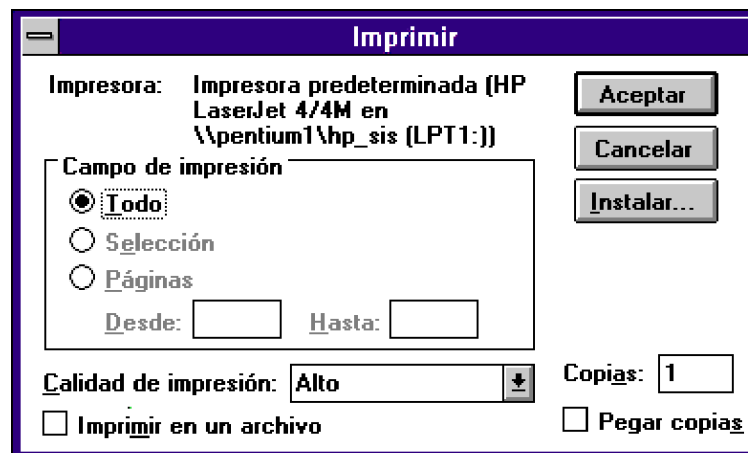 Imprimir
Impresora: Impresora predeterminada (HP
LaserJet 4/4M en
\\pentium1\hp_sis (LPT1:))
Aceptar
Cancelar
Instalar...
Campo de impresión
Todo
Selección
Páginas
Desde: Hasta:
Calidad de impresión: Alto
Copias: 1
Imprimir en un archivo
Pegar copias